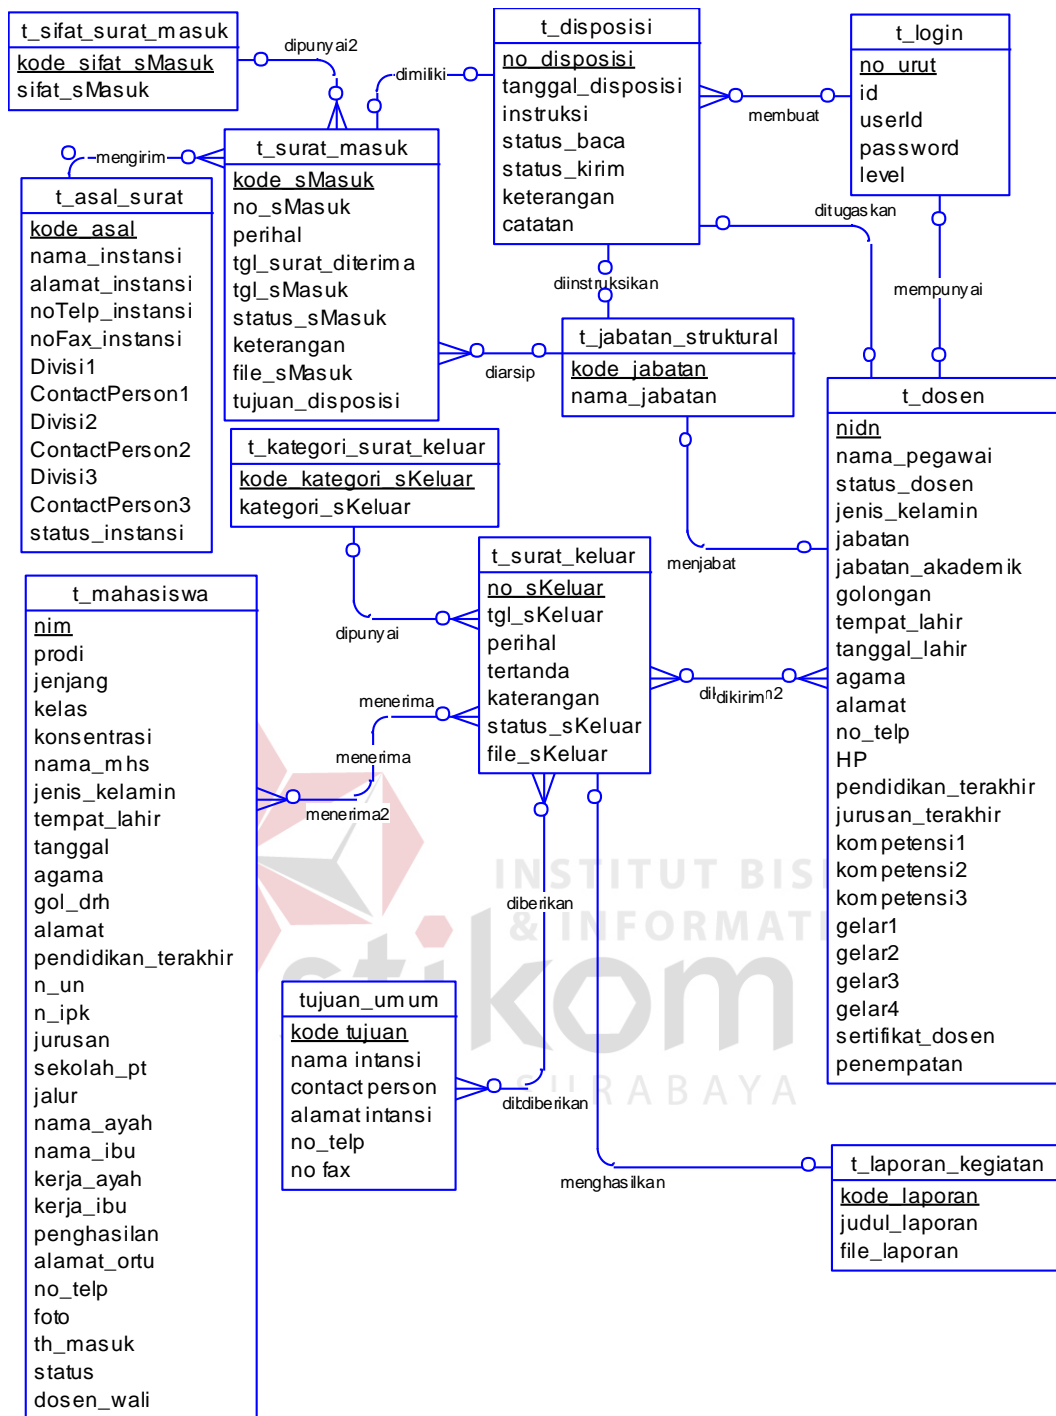 t_sifat_surat_masuk
kode_sifat_sMasuk
sifat_sMasuk
dipunyai2
dimiliki
t_disposisi
no_disposisi
tanggal_disposisi
instruksi
status_baca
status_kirim
keterangan
catatan
membuat
t_login
no_urut
id
userId
password
level
mengirim
t_surat_masuk
kode_sMasuk
no_sMasuk
perihal
tgl_surat_diterima
tgl_sMasuk
status_sMasuk
keterangan
file_sMasuk
tujuan_disposisi
t_asal_surat
kode_asal
nama_instansi
alamat_instansi
noTelp_instansi
noFax_instansi
Divisi1
ContactPerson1
Divisi2
ContactPerson2
Divisi3
ContactPerson3
status_instansi
ditugaskan
diinstruksikan
mempunyai
t_jabatan_struktural
kode_jabatan
nama_jabatan
diarsip
t_dosen
nidn
nama_pegawai
status_dosen
jenis_kelamin
jabatan
jabatan_akademik
golongan
tempat_lahir
tanggal_lahir
agama
alamat
no_telp
HP
pendidikan_terakhir
jurusan_terakhir
kompetensi1
kompetensi2
kompetensi3
gelar1
gelar2
gelar3
gelar4
sertifikat_dosen
penempatan
t_kategori_surat_keluar
kode_kategori_sKeluar
kategori_sKeluar
menjabat
t_surat_keluar
no_sKeluar
tgl_sKeluar
perihal
tertanda
katerangan
status_sKeluar
file_sKeluar
dipunyai
dikirim2
menerima
menerima
menerima2
t_mahasiswa
nim
prodi
jenjang
kelas
konsentrasi
nama_mhs
jenis_kelamin
tempat_lahir
tanggal
agama
gol_drh
alamat
pendidikan_terakhir
n_un
n_ipk
jurusan
sekolah_pt
jalur
nama_ayah
nama_ibu
kerja_ayah
kerja_ibu
penghasilan
alamat_ortu
no_telp
foto
th_masuk
status
dosen_wali
diberikan
INSTITUT BISI
& INFORMATI
stikom
SURABAYA
tujuan_umum
kode tujuan
nama intansi
contact person
alamat intansi
no_telp
no fax
diberikan
menghasilkan
t_laporan_kegiatan
kode_laporan
judul_laporan
file_laporan